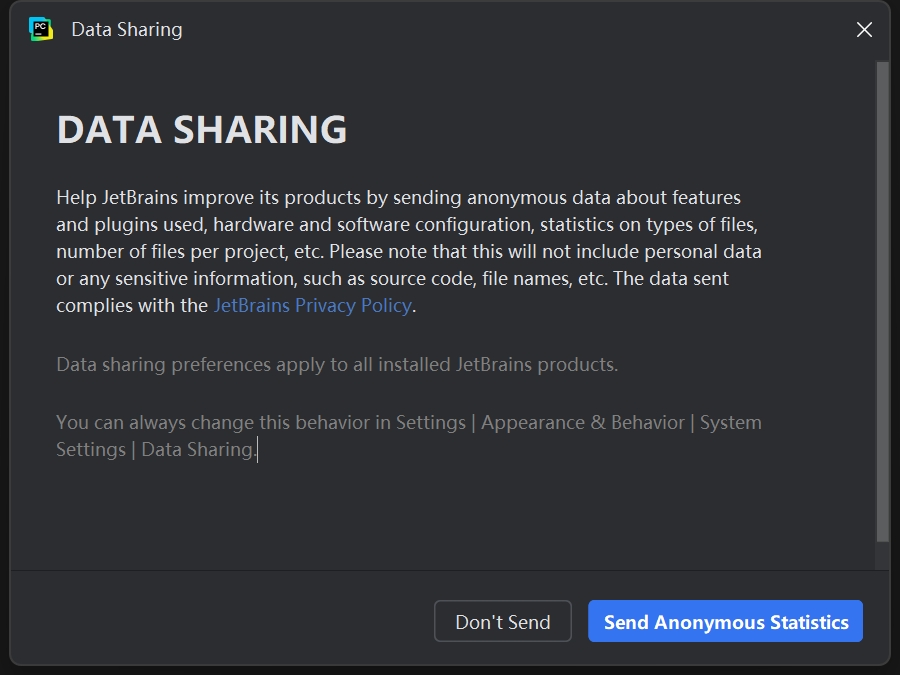 PC
Data Sharing
DATA SHARING
Help JetBrains improve its products by sending anonymous data about features
and plugins used, hardware and software configuration, statistics on types of files,
number of files per project, etc. Please note that this will not include personal data
or any sensitive information, such as source code, file names, etc. The data sent
complies with the JetBrains Privacy Policy.
Data sharing preferences apply to all installed JetBrains products.
You can always change this behavior in Settings | Appearance & Behavior | System
Settings | Data Sharing.
Don't Send
Send Anonymous Statistics